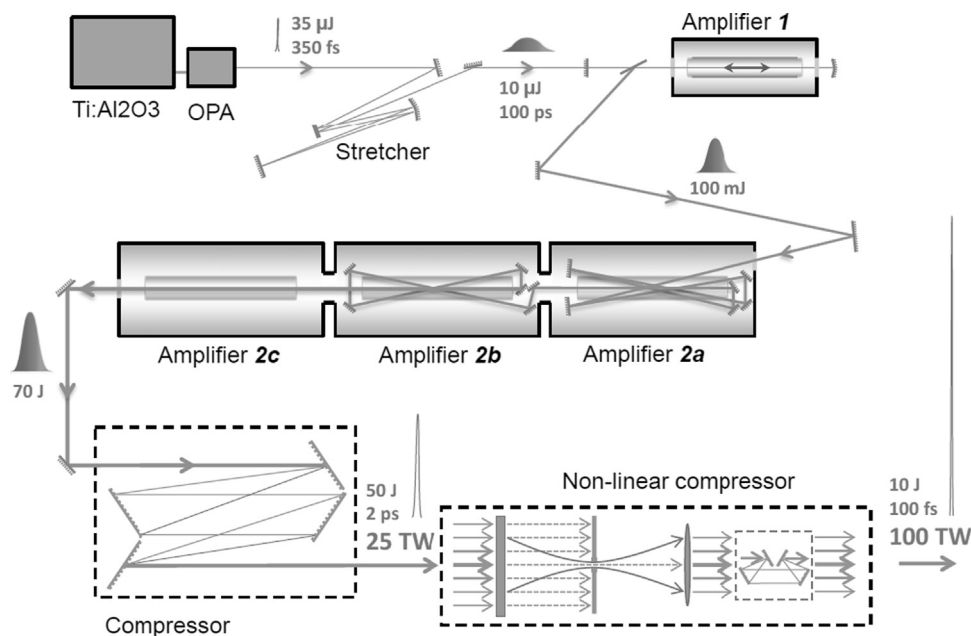 35 µJ
350 fs
Ti:Al2O3
OPA
Stretcher
10 µJ
100 ps
Amplifier 1
100 mJ
Amplifier 2c
Amplifier 2b
Amplifier 2a
70 J
50 J
2 ps
25 TW
Compressor
Non-linear compressor
10 J
100 fs
100 TW